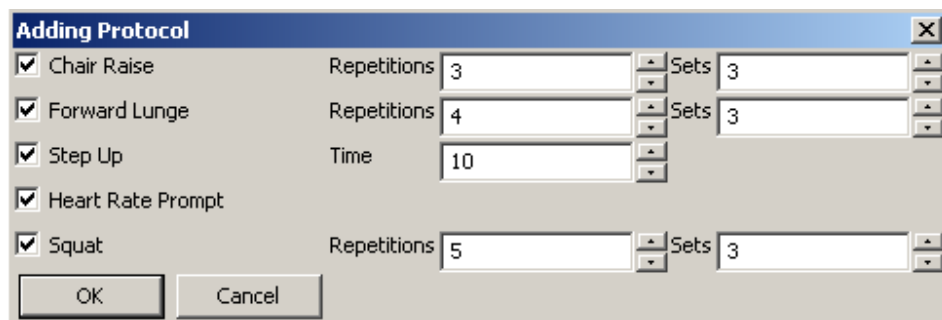 Adding Protocol
Chair Raise Repetitions 3 Sets 3
Forward Lunge Repetitions 4 Sets 3
Step Up Time 10
Heart Rate Prompt
Squat Repetitions 5 Sets 3
OK Cancel